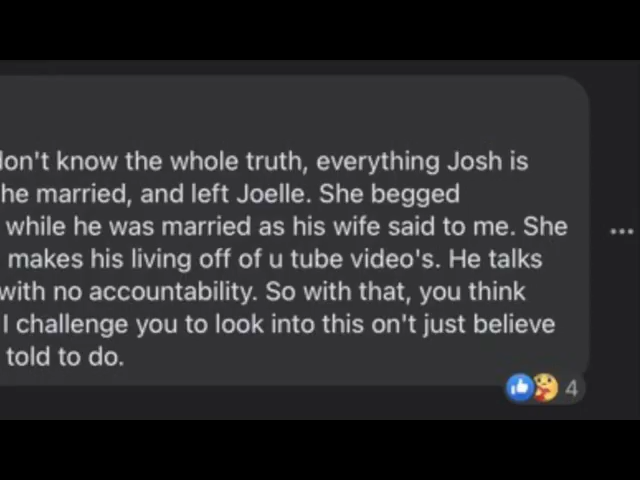 don't know the whole truth, everything Josh is
he married, and left Joelle. She begged
while he was married as his wife said to me. She
makes his living off of u tube video's. He talks
with no accountability. So with that, you think
I challenge you to look into this on't just believe
told to do.
4